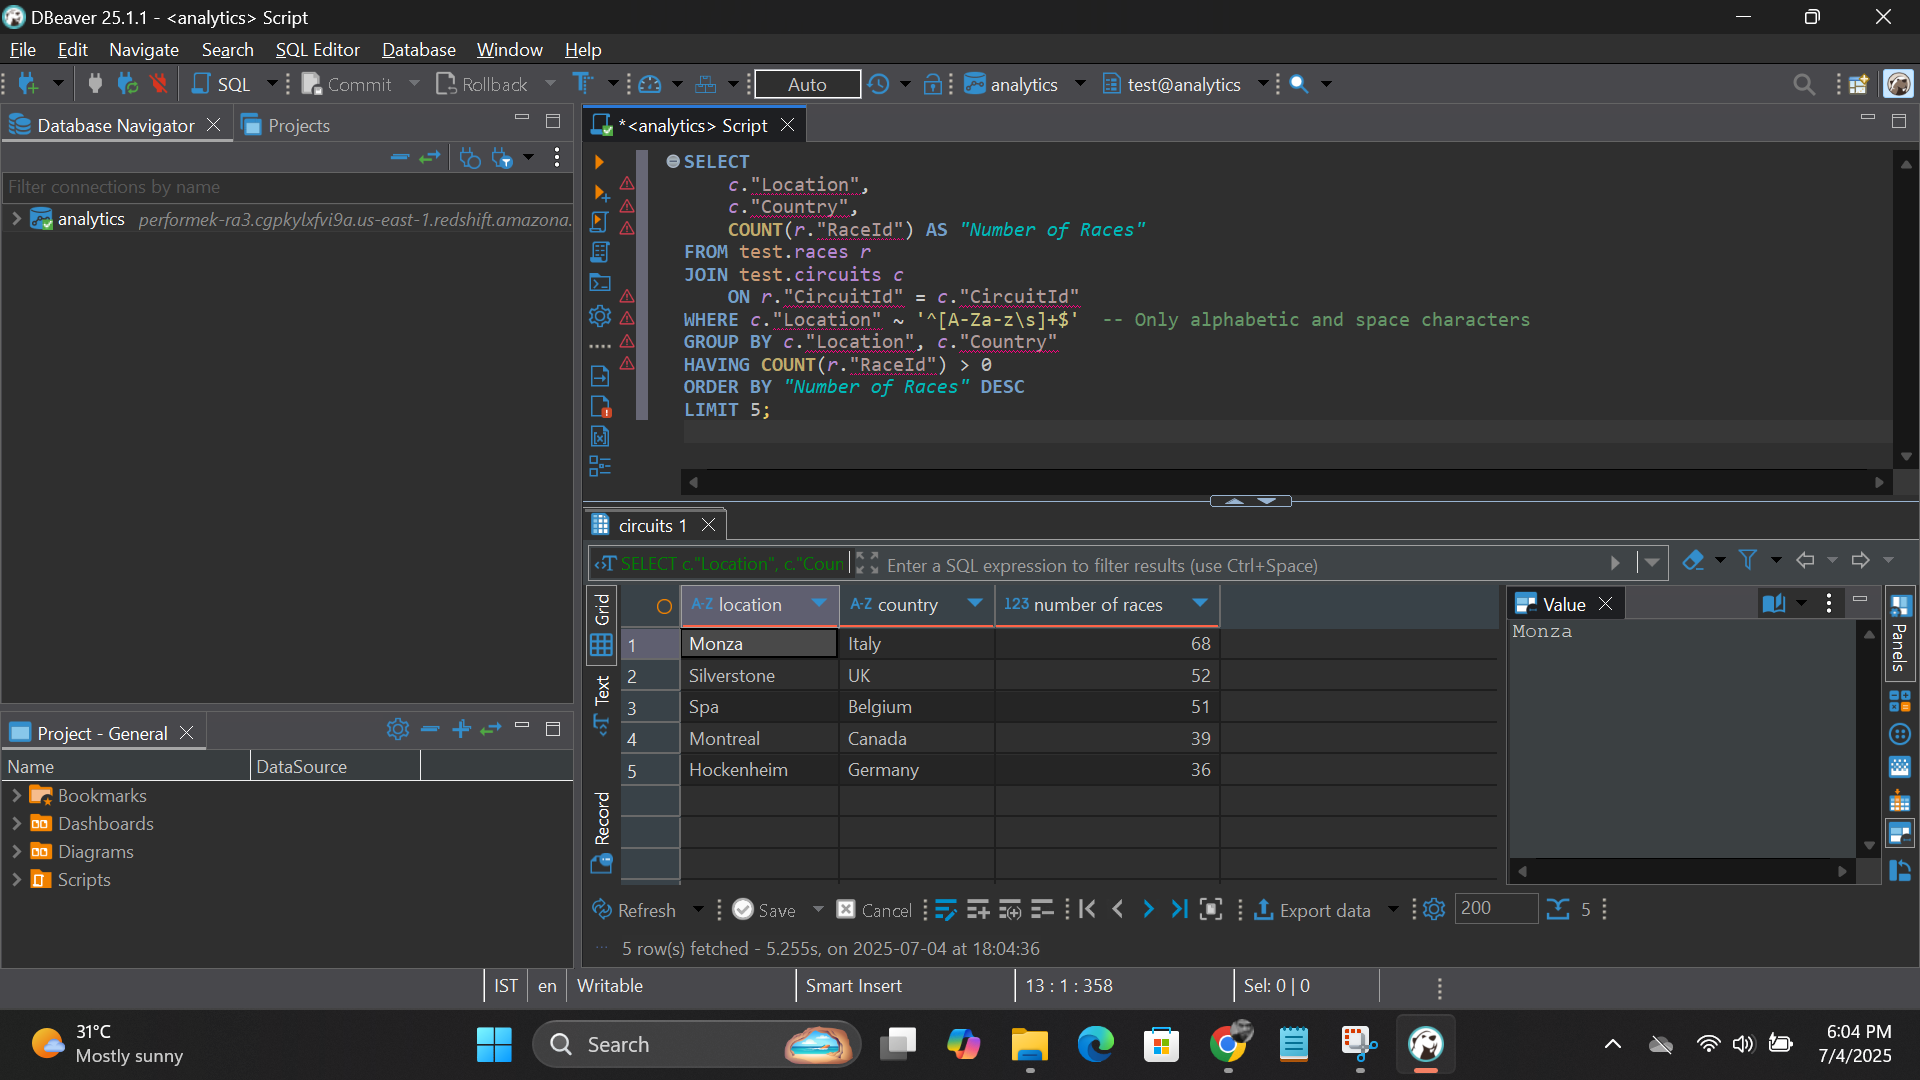 DBeaver 25.1.1 - <analytics> Script
File Edit Navigate Search SQL Editor Database Window Help
SQL Commit Rollback Auto analytics test@analytics
Database Navigator Projects
Filter connections by name
analytics performek-ra3.cgpkylxfvi9a.us-east-1.redshift.amazona.
*<analytics> Script
SELECT
c."Location",
c."Country",
COUNT(r."RaceId") AS "Number of Races"
FROM test.races r
JOIN test.circuits c
ON r."CircuitId" = c."CircuitId"
WHERE c."Location" ~ '^[A-Za-z\s]+$' -- Only alphabetic and space characters
GROUP BY c."Location", c."Country"
HAVING COUNT(r."RaceId") > 0
ORDER BY "Number of Races" DESC
LIMIT 5;
circuits 1
SELECT c."Location", c."Coun Enter a SQL expression to filter results (use Ctrl+Space)
Grid
Text
Record
A-Z location A-Z country 123 number of races
1 Monza Italy 68
2 Silverstone UK 52
3 Spa Belgium 51
4 Montreal Canada 39
5 Hockenheim Germany 36
Value
Monza
Panels
Refresh Save Cancel Export data 200 5
5 row(s) fetched - 5.255s, on 2025-07-04 at 18:04:36
Project - General
Name DataSource
Bookmarks
Dashboards
Diagrams
Scripts
IST en Writable Smart Insert 13 : 1 : 358 Sel: 0 | 0
31°C
Mostly sunny
Search
6:04 PM
7/4/2025